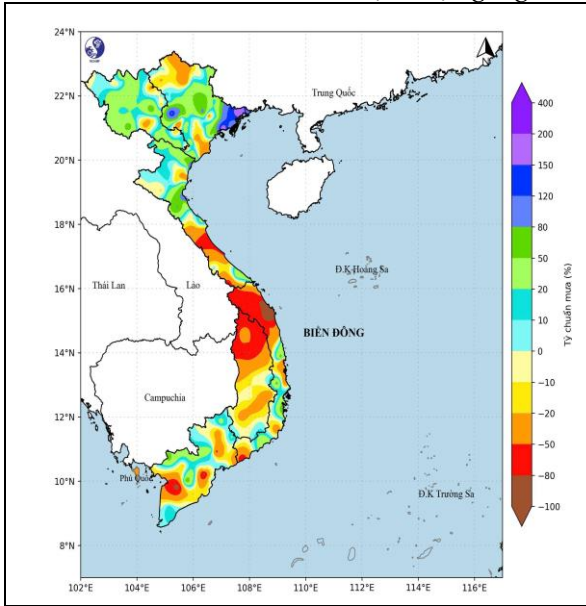 24°N
22°N
20°N
18°N
16°N
14°N
12°N
10°N
8°N
102°E
104°E
106°E
108°E
110°E
112°E
114°E
116°E
Trung Quốc
Đ.K Hoàng Sa
Thái Lan
Lào
BIỂN ĐÔNG
Campuchia
Phú Quốc
Đ.K Trường Sa
400
200
150
120
80
50
20
10
0
−10
−20
−50
−80
−100
Tỷ chuẩn mưa (%)